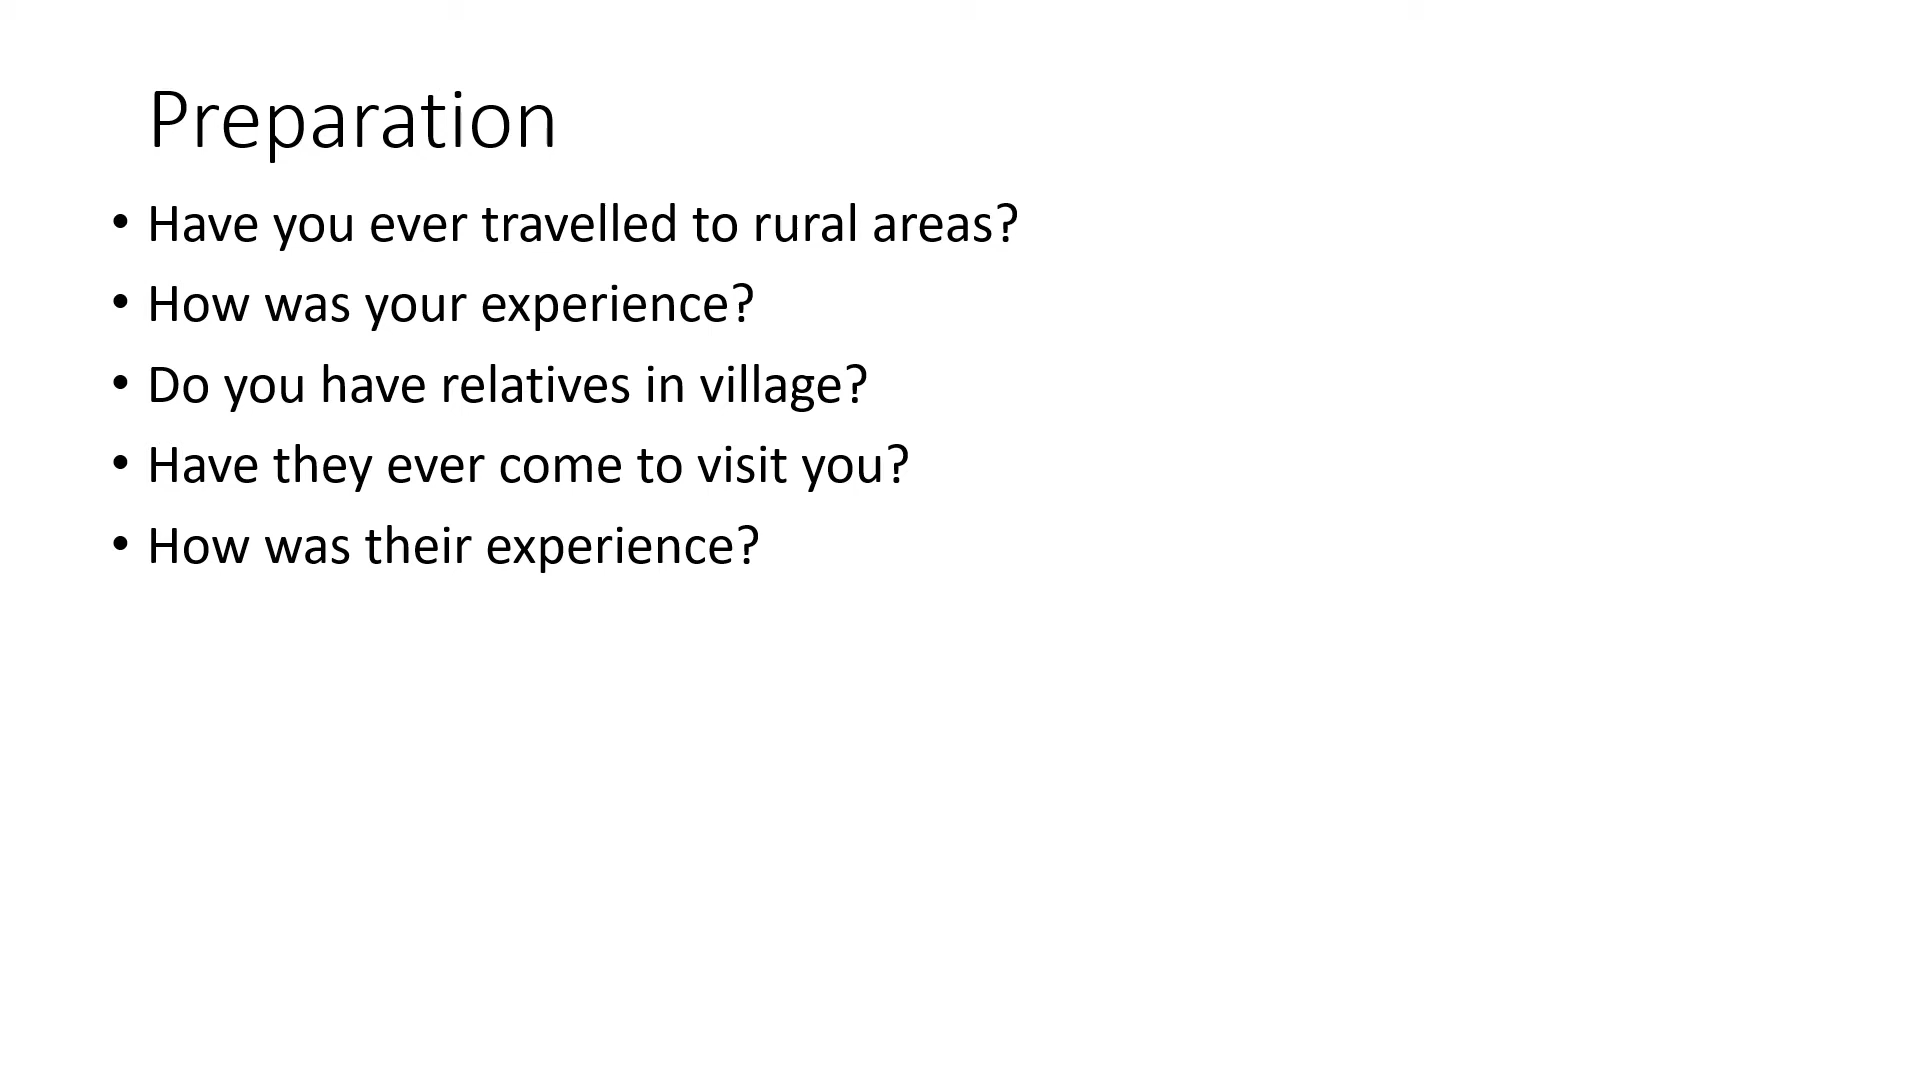 Preparation
• Have you ever travelled to rural areas?
• How was your experience?
• Do you have relatives in village?
• Have they ever come to visit you?
• How was their experience?